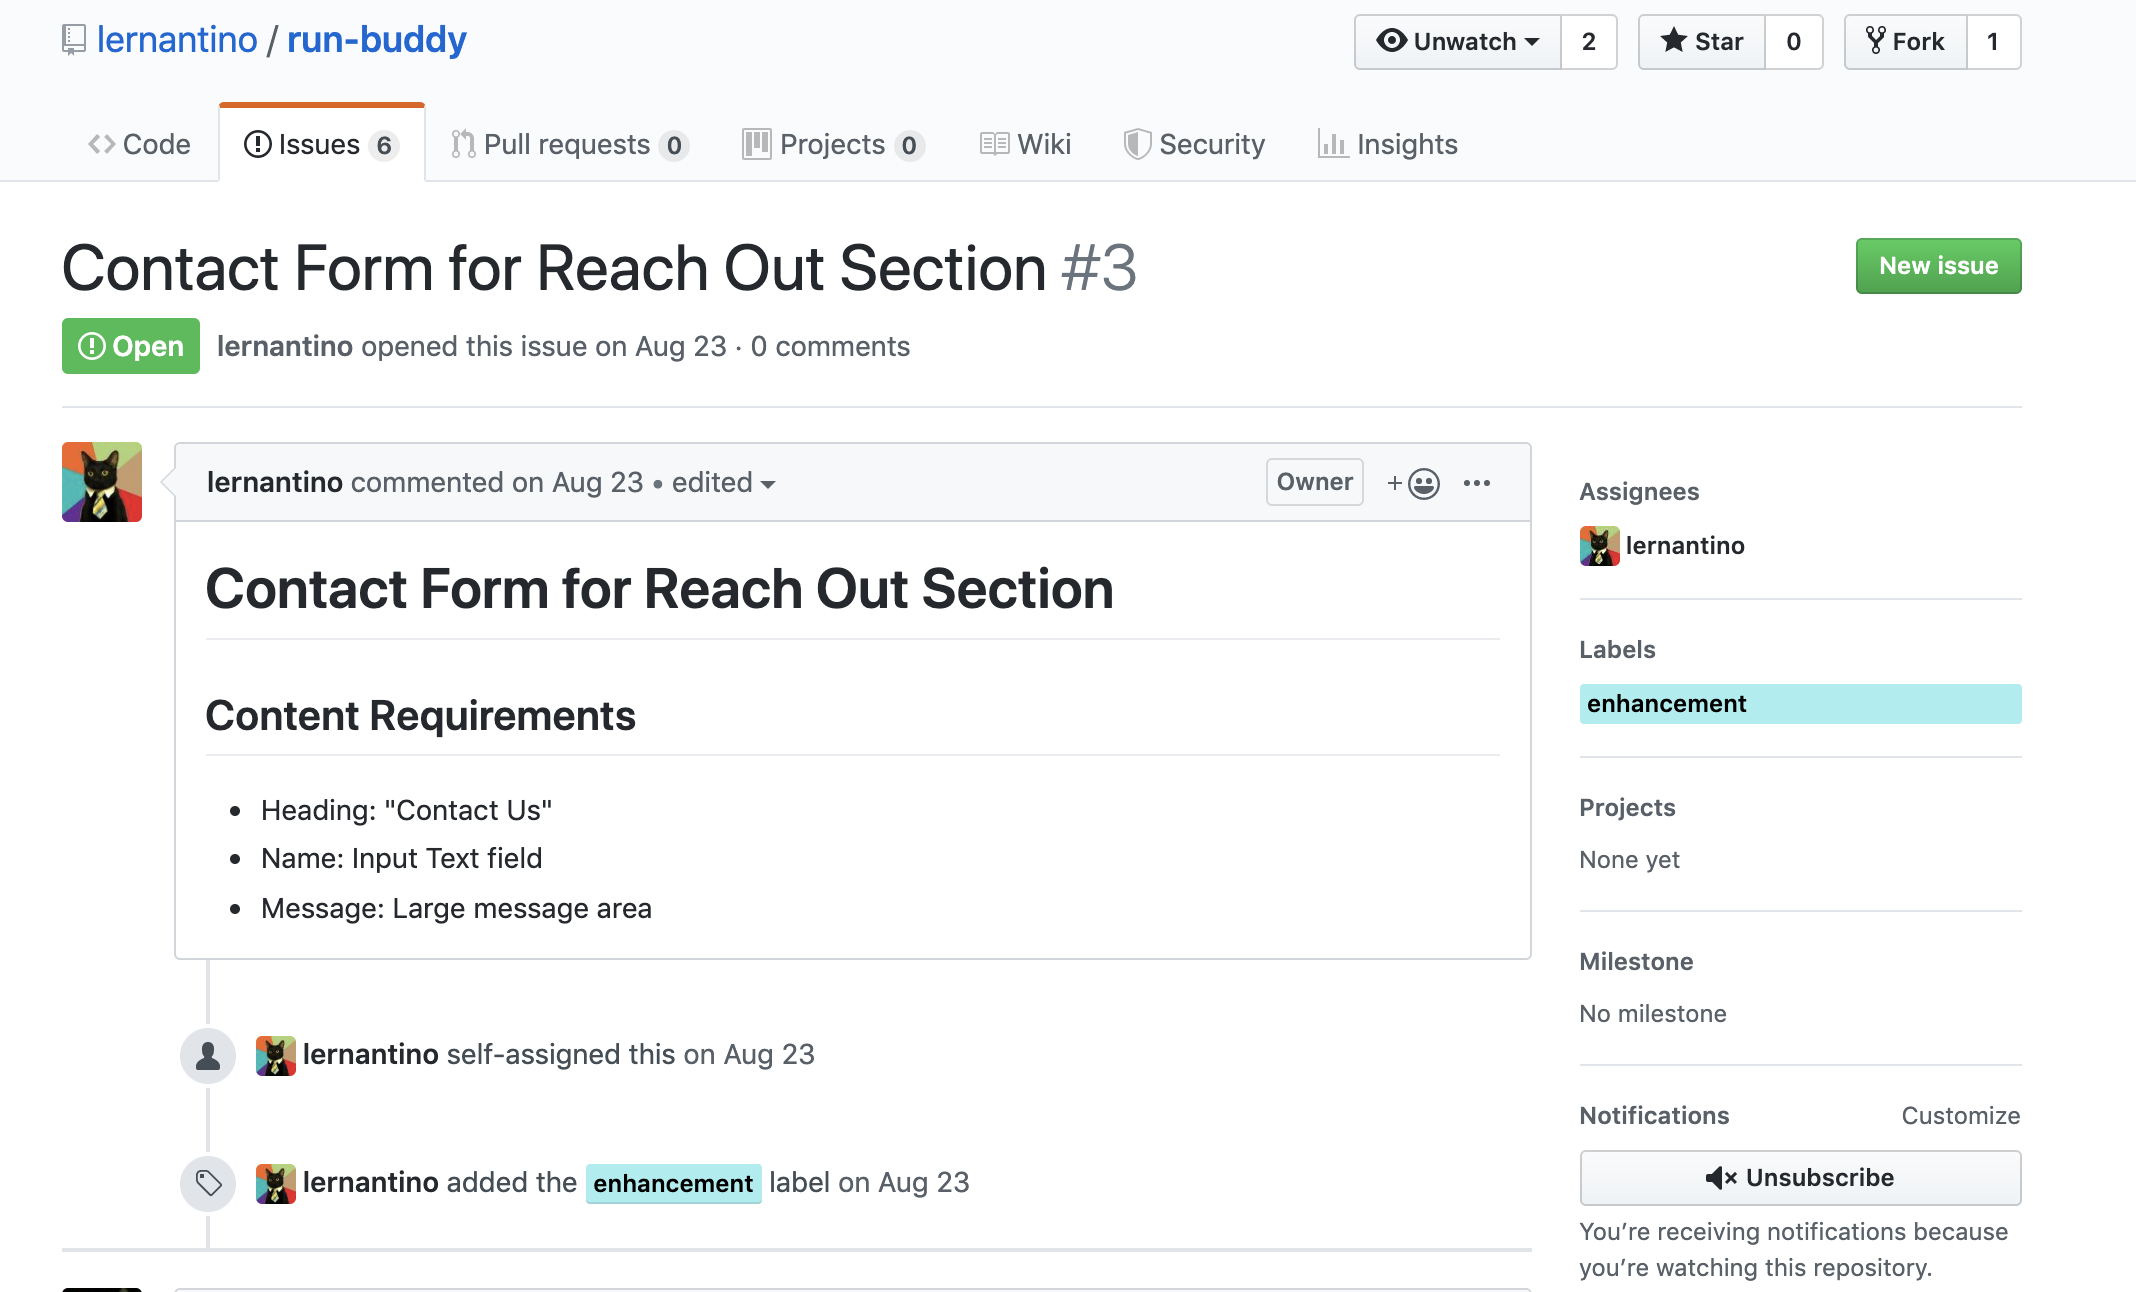 lernantino / run-buddy
Unwatch 2 Star 0 Fork 1
Code Issues 6 Pull requests 0 Projects 0 Wiki Security Insights
Contact Form for Reach Out Section #3
New issue
Open lernantino opened this issue on Aug 23 · 0 comments
lernantino commented on Aug 23 • edited
Owner
Contact Form for Reach Out Section
Content Requirements
• Heading: "Contact Us"
• Name: Input Text field
• Message: Large message area
lernantino self-assigned this on Aug 23
lernantino added the enhancement label on Aug 23
Assignees
lernantino
Labels
enhancement
Projects
None yet
Milestone
No milestone
Notifications Customize
Unsubscribe
You’re receiving notifications because
you’re watching this repository.